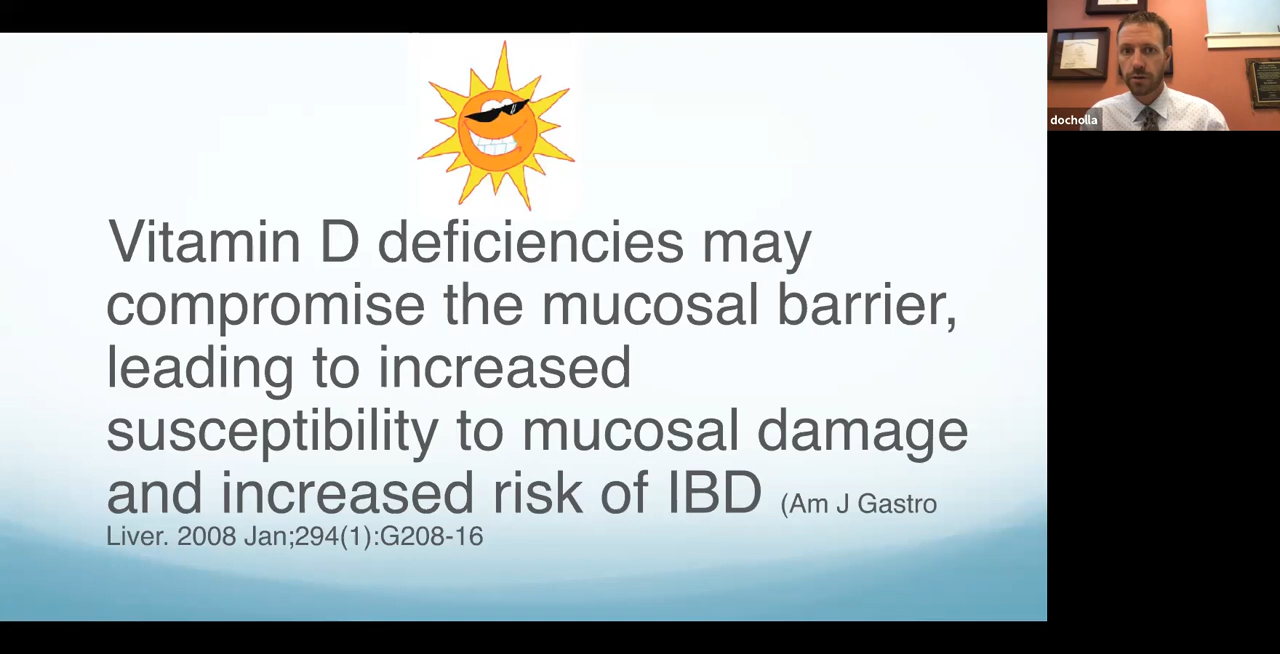 docholla
Vitamin D deficiencies may
compromise the mucosal barrier,
leading to increased
susceptibility to mucosal damage
and increased risk of IBD (Am J Gastro
Liver. 2008 Jan;294(1):G208-16